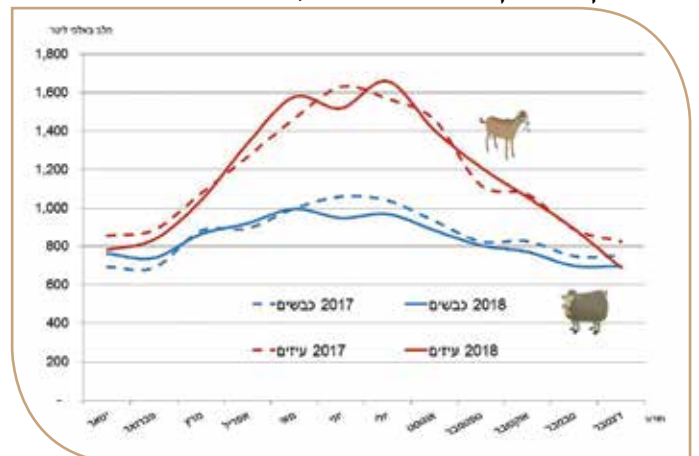 חלב באלפי ליטר
1,800
1,600
1,400
1,200
1,000
800
600
400
200
-
כבשים 2017
כבשים 2018
עיזים 2017
עיזים 2018
ינואר
פברואר
מרץ
אפריל
מאי
יוני
יולי
אוגוסט
ספטמבר
אוקטובר
נובמבר
דצמבר
חודש